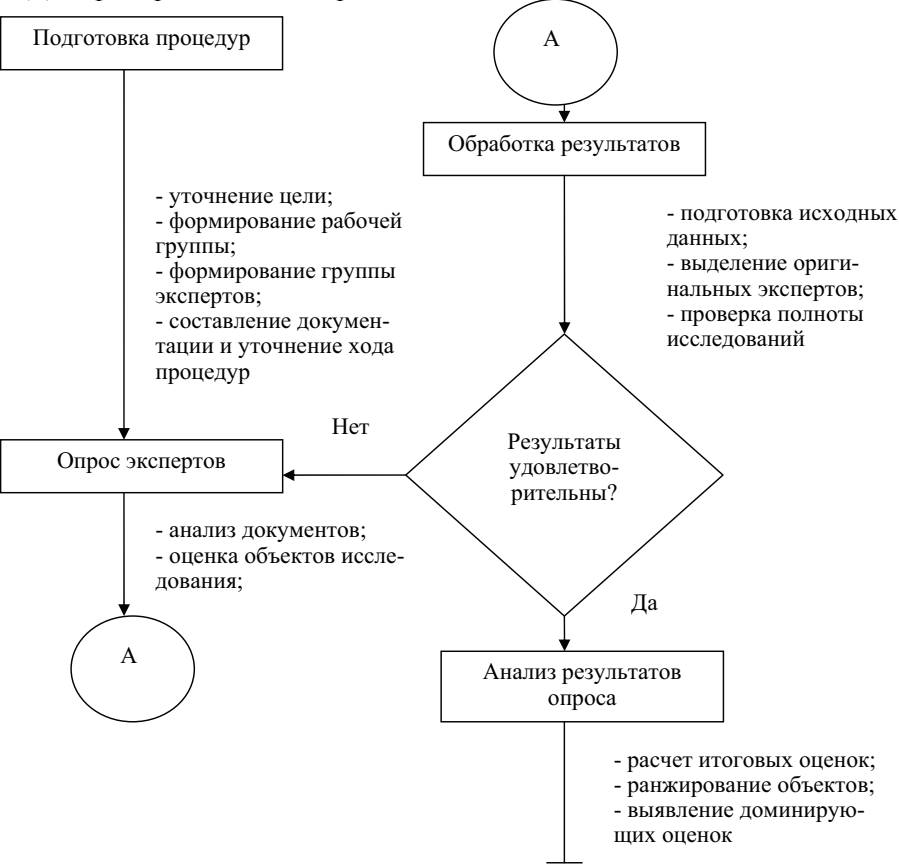 Подготовка процедур
- уточнение цели;
- формирование рабочей
группы;
- формирование группы
экспертов;
- составление докумен-
тации и уточнение хода
процедур
Опрос экспертов
- анализ документов;
- оценка объектов иссле-
дования;
А
А
Обработка результатов
- подготовка исходных
данных;
- выделение ориги-
нальных экспертов;
- проверка полноты
исследований
Результаты
удовлетво-
рительны?
Нет
Да
Анализ результатов
опроса
- расчет итоговых оценок;
- ранжирование объектов;
- выявление доминирую-
щих оценок